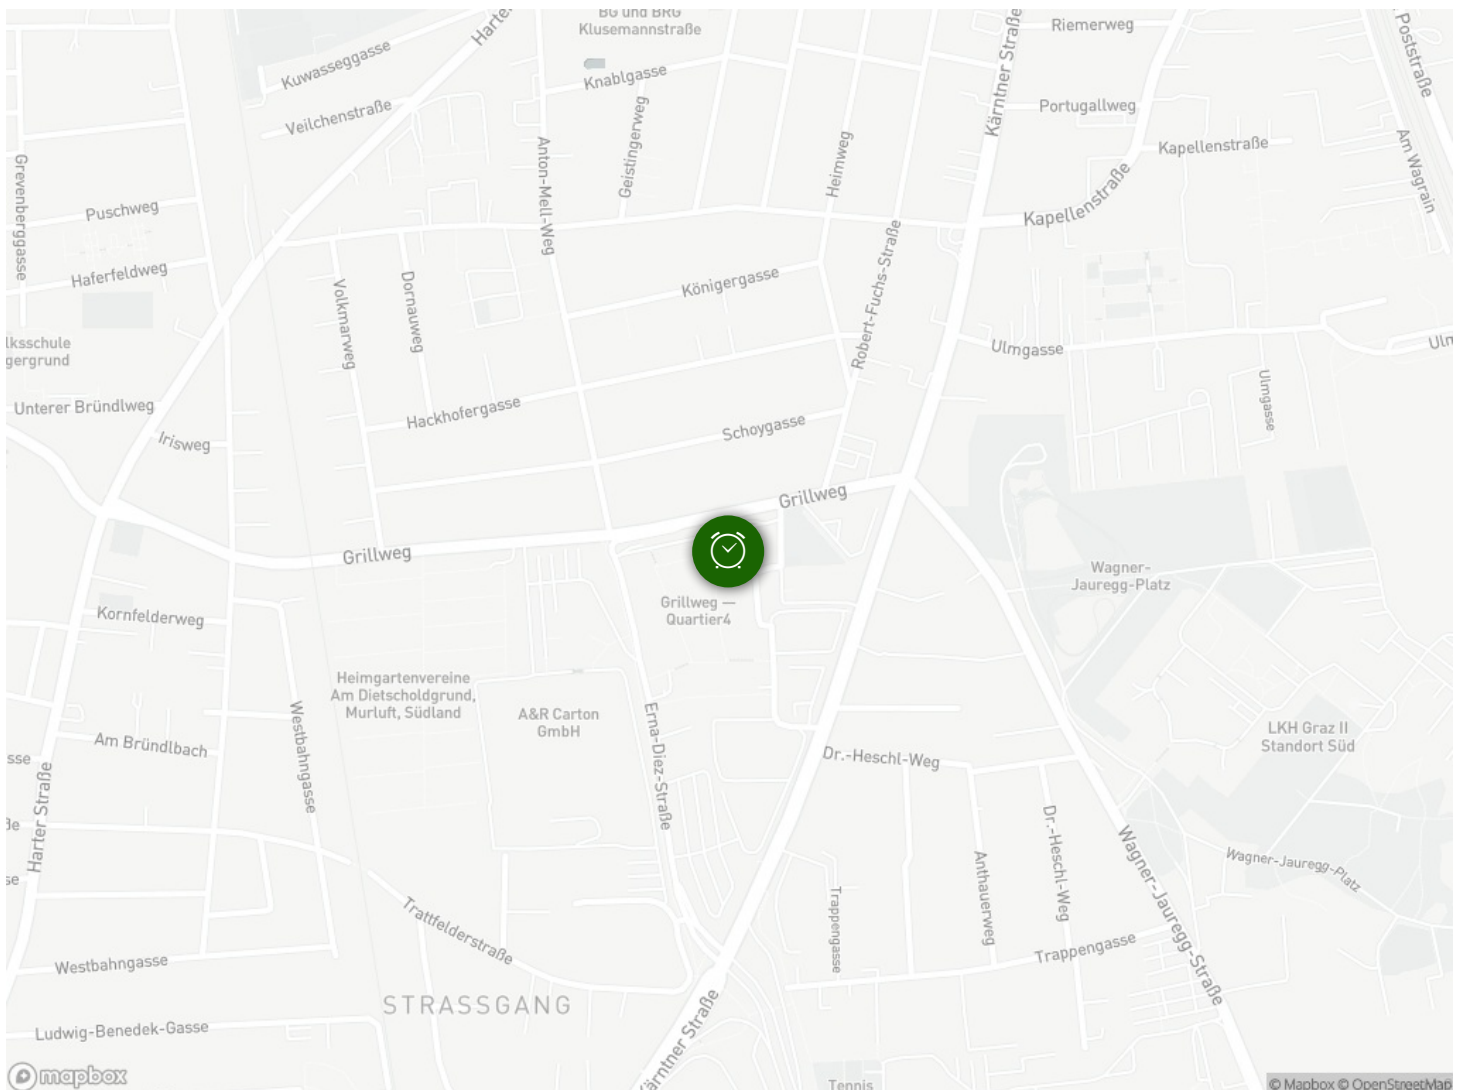 BG und BRG
Klusemannstraße
Riemerweg
Kärntner Straße
Poststraße
Kuwasseggasse
Knablgasse
Veilchenstraße
Geistingerweg
Portugallweg
Kapellenstraße
Am Wagrain
Grevenberggasse
Anton-Mell-Weg
Heimweg
Puschweg
Kapellenstraße
Haferfeldweg
Volkmarweg
Dornauweg
Königergasse
Robert-Fuchs-Straße
Ulmgasse
Ulmgasse
Unterer Bründlweg
Irisweg
Hackhofergasse
Schoygasse
Grillweg
Grillweg
Grillweg —
Quartier4
Wagner-
Jauregg-Platz
Kornfelderweg
Heimgartenvereine
Am Dietscholdgrund,
Murluft, Südland
A&R Carton
GmbH
Erna-Diez-Straße
Westbahngasse
Am Bründlbach
LKH Graz II
Standort Süd
Dr.-Heschl-Weg
Harter Straße
Dr.-Heschl-Weg
Anthauerweg
Wagner-Jauregg-Straße
Wagner-Jauregg-Platz
Trappengasse
Trattfelderstraße
Trappengasse
Westbahngasse
STRASSGANG
Kärntner Straße
Ludwig-Benedek-Gasse
mapbox
Tennis
© Mapbox © OpenStreetMap